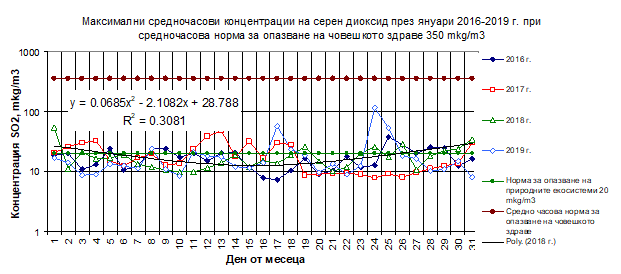 Максимални средночасови концентрации на серен диоксид през януари 2016-2019 г. при
средночасова норма за опазване на човешкото здраве 350 mkg/m3
Концентрация SO2, mkg/m3
1000
100
10
1
y = 0.0685x² - 2.1082x + 28.788
R² = 0.3081
1 2 3 4 5 6 7 8 9 10 11 12 13 14 15 16 17 18 19 20 21 22 23 24 25 26 27 28 29 30 31
Ден от месеца
2016 г.
2017 г.
2018 г.
2019 г.
Норма за опазване на
природните екосистеми 20
mkg/m3
Средно часова норма за
опазване на човешкото
здраве
Poly. (2018 г.)